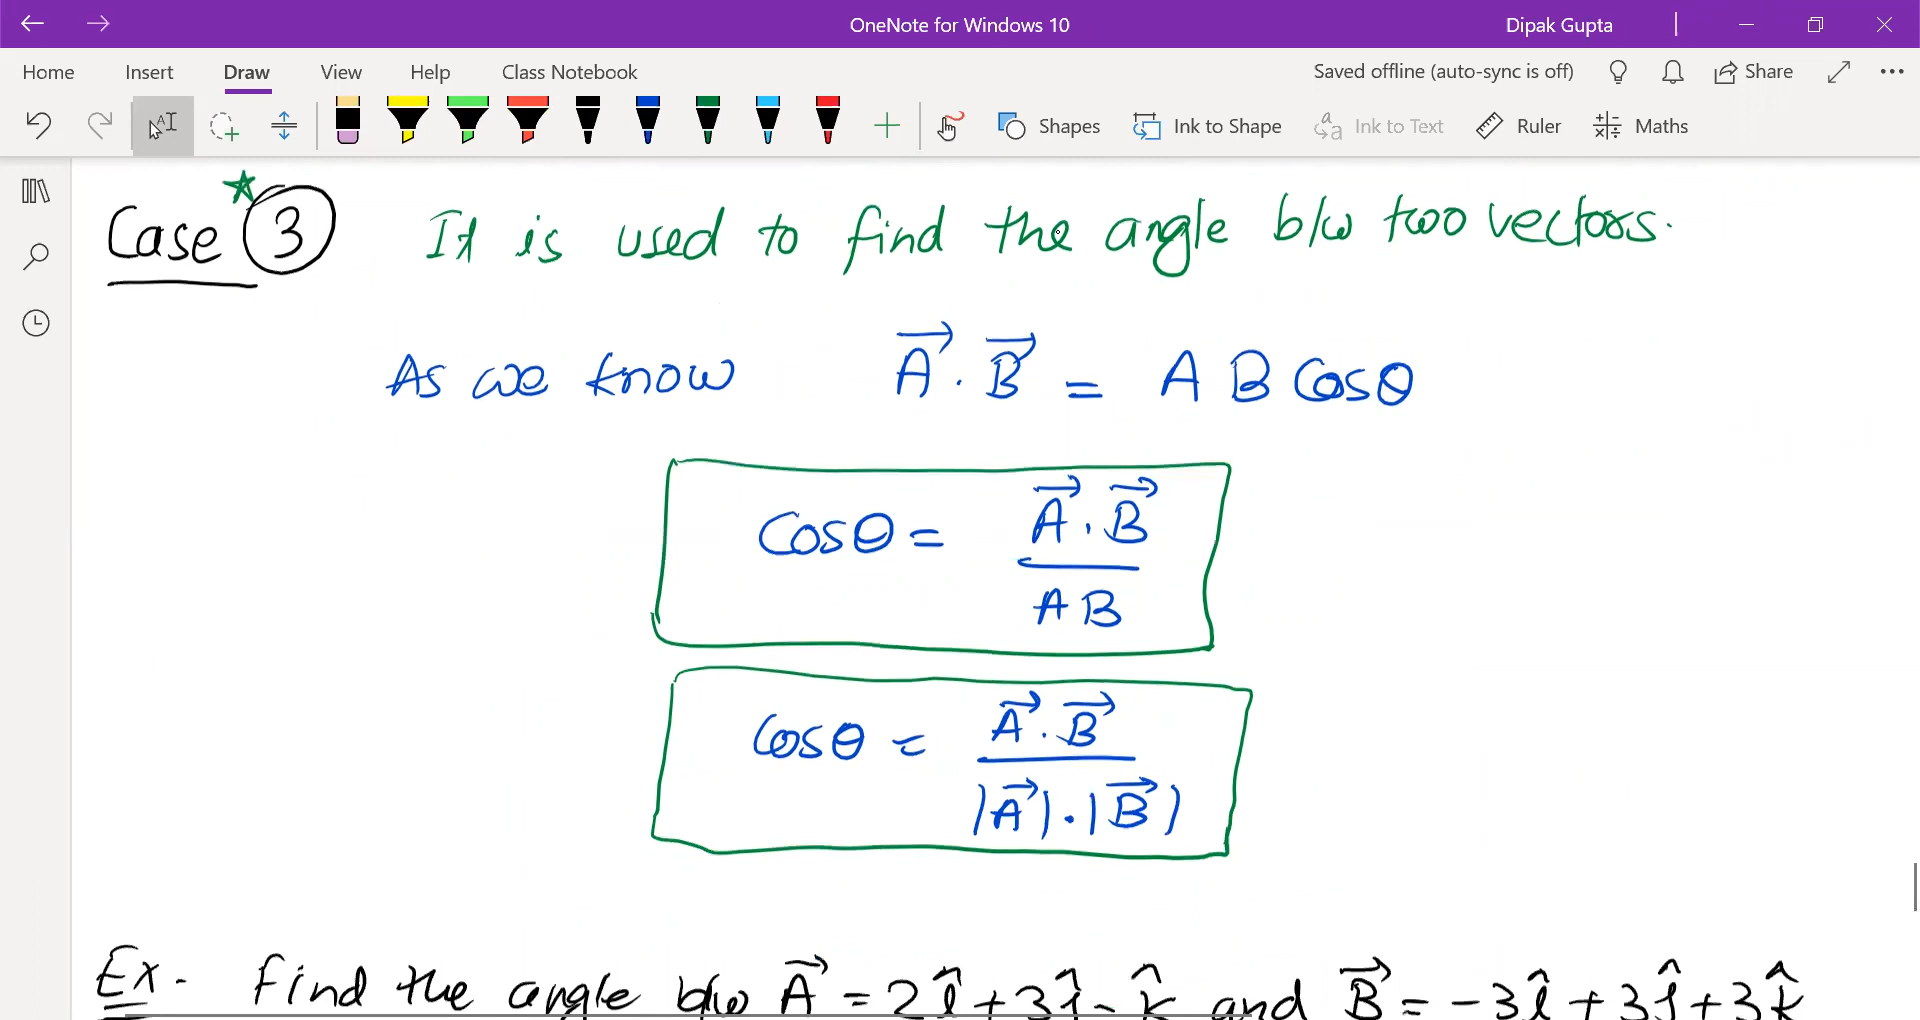 OneNote for Windows 10
Dipak Gupta
Home Insert Draw View Help Class Notebook
Saved offline (auto-sync is off) Share
Shapes Ink to Shape Ink to Text Ruler Maths
Case 3 It is used to find the angle b/w two vectors.
As we know A⃗ . B⃗ = A B Cosθ
Cosθ = A⃗ . B⃗ / A B
Cosθ = A⃗ . B⃗ / |A⃗| . |B⃗|
Ex. find the angle b/w A⃗ = 2î + 3ĵ - k̂ and B⃗ = -3î + 3ĵ + 3k̂